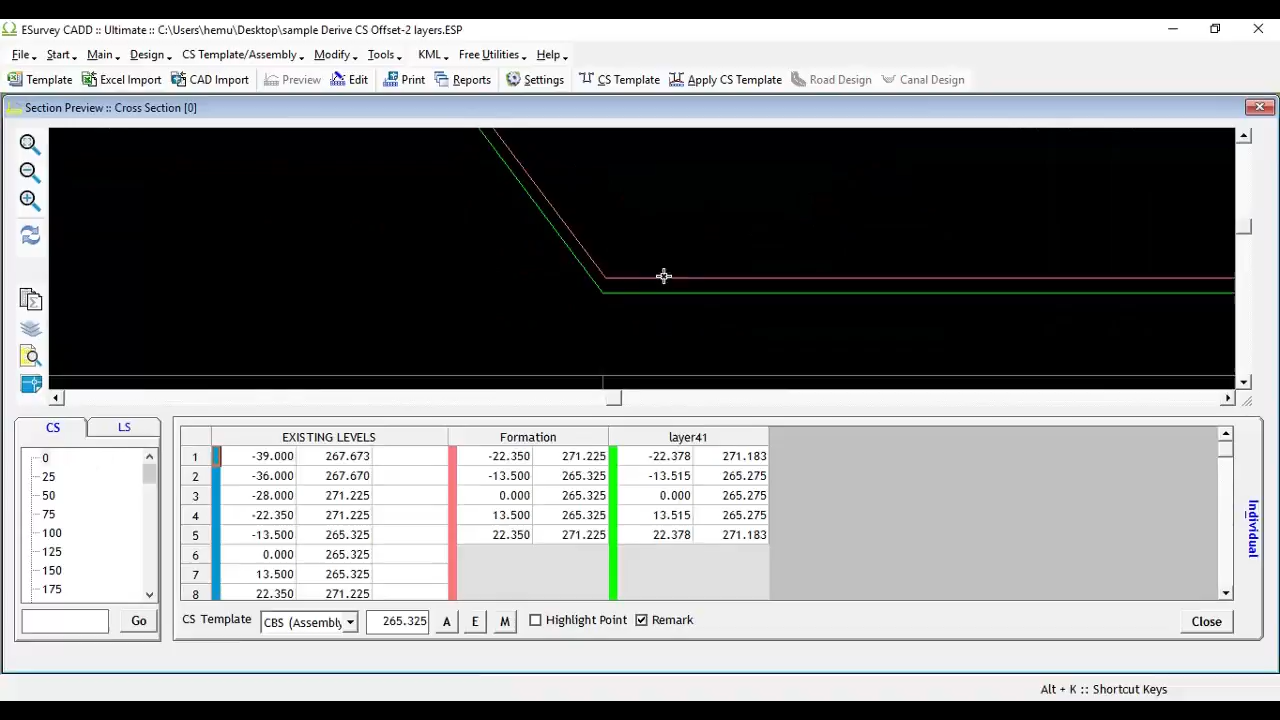 ESurvey CADD :: Ultimate :: C:\Users\hemu\Desktop\sample Derive CS Offset-2 layers.ESP
File Start Main Design CS Template/Assembly Modify Tools KML Free Utilities Help
Template Excel Import CAD Import Preview Edit Print Reports Settings CS Template Apply CS Template Road Design Canal Design
Section Preview :: Cross Section [0]
CS LS
0
25
50
75
100
125
150
175
Go
EXISTING LEVELS Formation layer41
1 -39.000 267.673 -22.350 271.225 -22.378 271.183
2 -36.000 267.670 -13.500 265.325 -13.515 265.275
3 -28.000 271.225 0.000 265.325 0.000 265.275
4 -22.350 271.225 13.500 265.325 13.515 265.275
5 -13.500 265.325 22.350 271.225 22.378 271.183
6 0.000 265.325
7 13.500 265.325
8 22.350 271.225
Individual
CS Template CBS (Assembly 265.325 A E M Highlight Point Remark Close
Alt + K :: Shortcut Keys